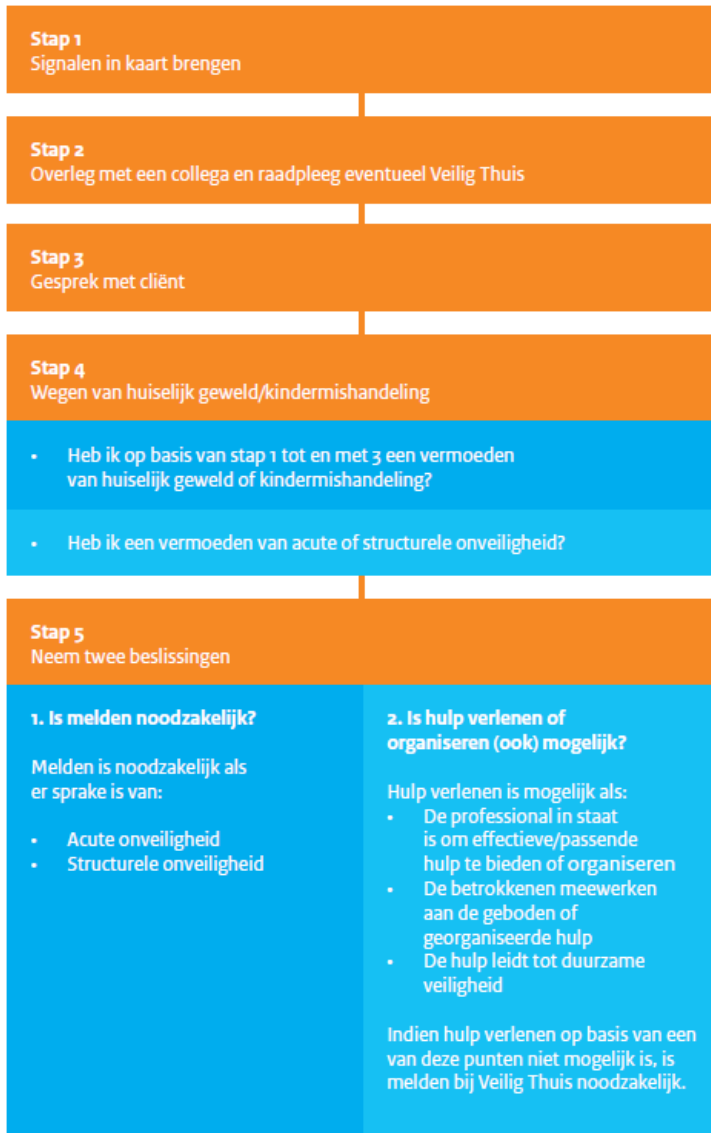 Stap 1
Signalen in kaart brengen
Stap 2
Overleg met een collega en raadpleeg eventueel Veilig Thuis
Stap 3
Gesprek met cliënt
Stap 4
Wegen van huiselijk geweld/kindermishandeling
• Heb ik op basis van stap 1 tot en met 3 een vermoeden
van huiselijk geweld of kindermishandeling?
• Heb ik een vermoeden van acute of structurele onveiligheid?
Stap 5
Neem twee beslissingen
1. Is melden noodzakelijk?
Melden is noodzakelijk als
er sprake is van:
• Acute onveiligheid
• Structurele onveiligheid
2. Is hulp verlenen of
organiseren (ook) mogelijk?
Hulp verlenen is mogelijk als:
• De professional in staat
is om effectieve/passende
hulp te bieden of organiseren
• De betrokkenen meewerken
aan de geboden of
georganiseerde hulp
• De hulp leidt tot duurzame
veiligheid
Indien hulp verlenen op basis van een
van deze punten niet mogelijk is, is
melden bij Veilig Thuis noodzakelijk.